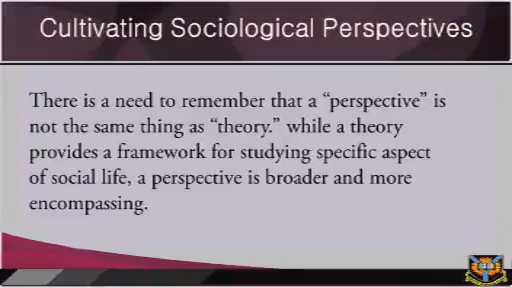 Cultivating Sociological Perspectives
There is a need to remember that a “perspective” is
not the same thing as “theory.” while a theory
provides a framework for studying specific aspect
of social life, a perspective is broader and more
encompassing.